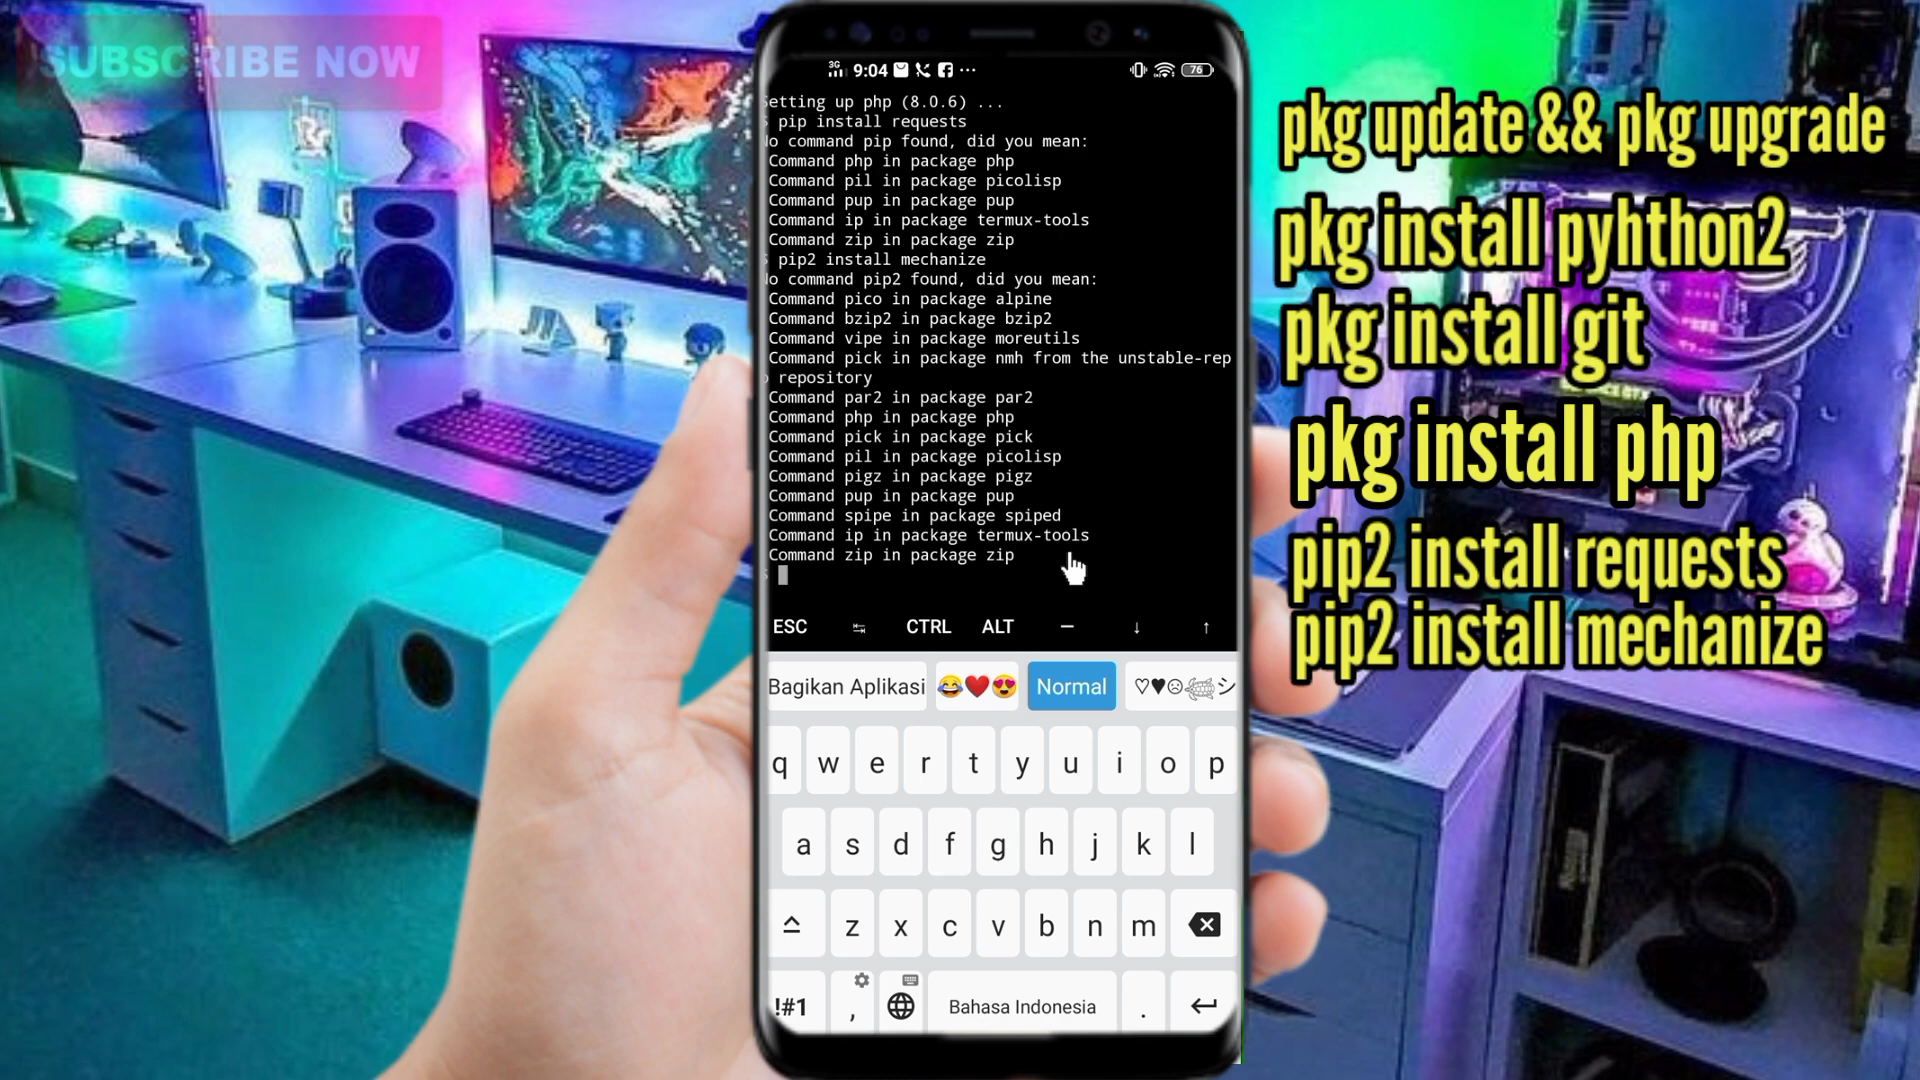 SUBSCRIBE NOW
3G 9:04 76
Setting up php (8.0.6) ...
$ pip install requests
No command pip found, did you mean:
Command php in package php
Command pil in package picolisp
Command pup in package pup
Command ip in package termux-tools
Command zip in package zip
$ pip2 install mechanize
No command pip2 found, did you mean:
Command pico in package alpine
Command bzip2 in package bzip2
Command vipe in package moreutils
Command pick in package nmh from the unstable-rep
o repository
Command par2 in package par2
Command php in package php
Command pick in package pick
Command pil in package picolisp
Command pigz in package pigz
Command pup in package pup
Command spipe in package spiped
Command ip in package termux-tools
Command zip in package zip
$
ESC CTRL ALT — ↓ ↑
Bagikan Aplikasi 😂❤️😍 Normal ♡♥☹
q w e r t y u i o p
a s d f g h j k l
z x c v b n m
!#1 , Bahasa Indonesia .
pkg update && pkg upgrade
pkg install pyhthon2
pkg install git
pkg install php
pip2 install requests
pip2 install mechanize